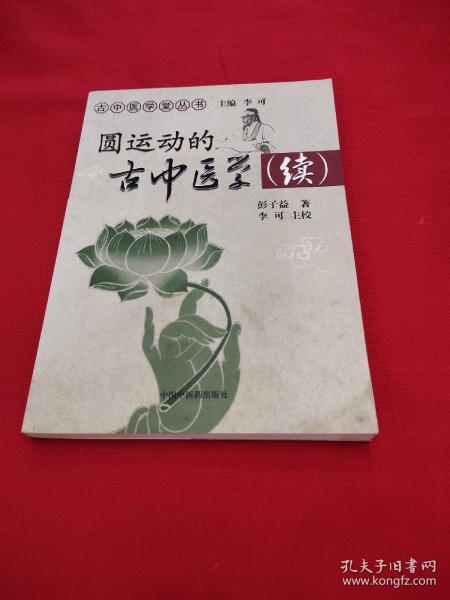 古中医学堂丛书 主编 李可
圆运动的
古中医学(续)
彭子益 著
李可 主校
中国中医药出版社
孔夫子旧书网
www.kongfz.com